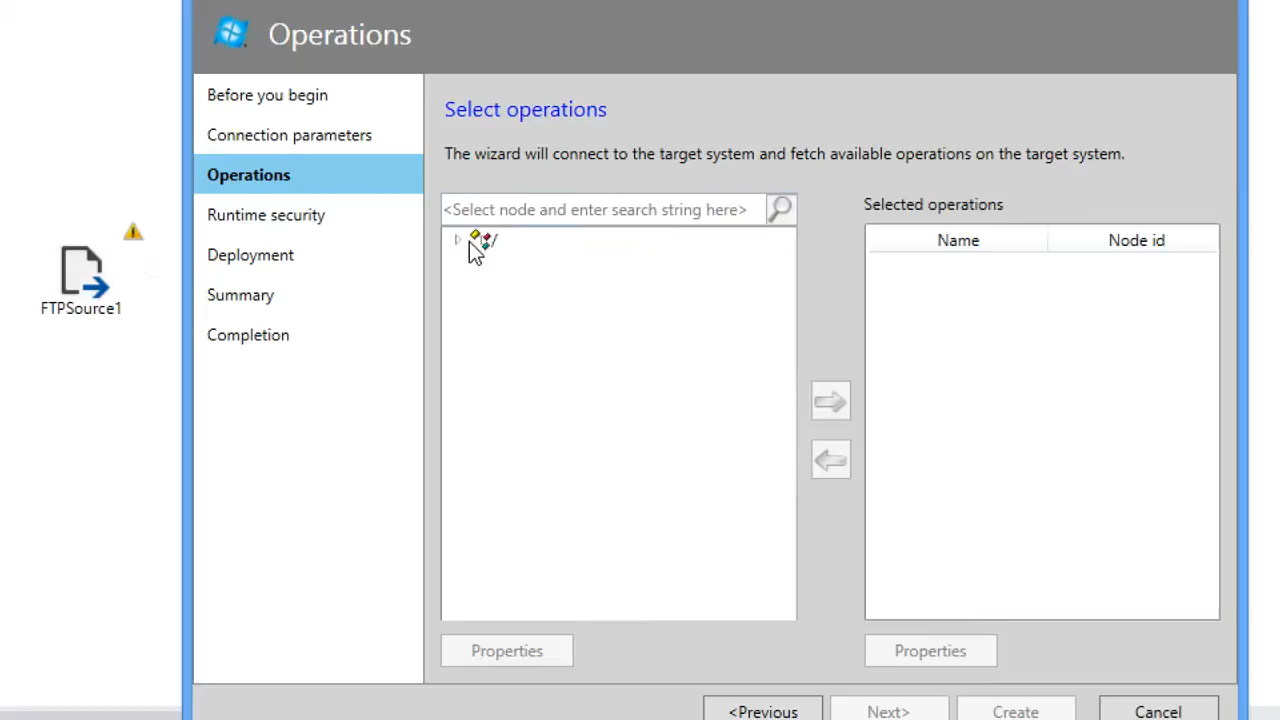 Operations
Before you begin
Connection parameters
Operations
Runtime security
Deployment
Summary
Completion
FTPSource1
Select operations
The wizard will connect to the target system and fetch available operations on the target system.
<Select node and enter search string here>
/
Selected operations
Name Node id
Properties
Properties
<Previous Next> Create Cancel